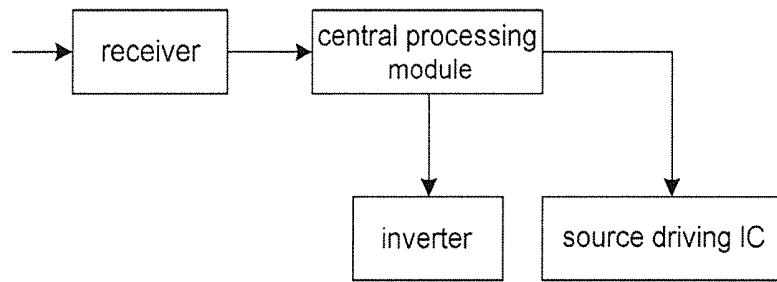 receiver
central processing
module
inverter
source driving IC